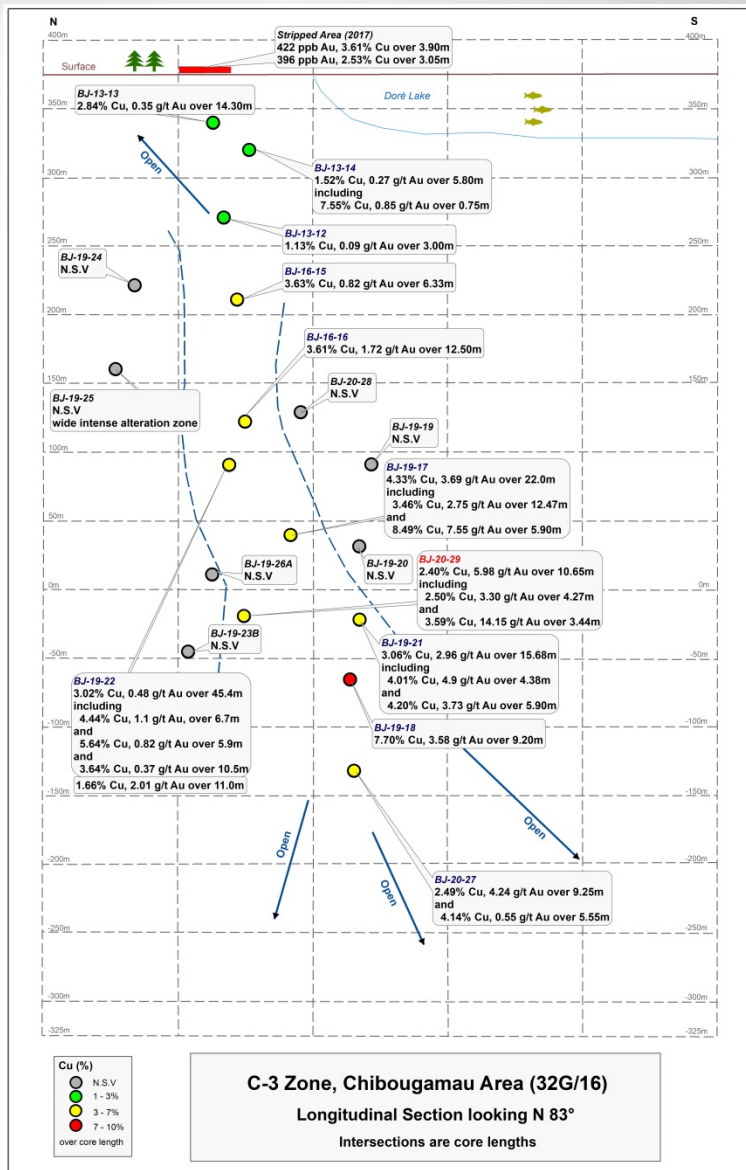 N
S
400m
400m
Stripped Area (2017)
422 ppb Au, 3.61% Cu over 3.90m
396 ppb Au, 2.53% Cu over 3.05m
Surface
BJ-13-13
2.84% Cu, 0.35 g/t Au over 14.30m
Doré Lake
350m
350m
Open
BJ-13-14
1.52% Cu, 0.27 g/t Au over 5.80m
including
7.55% Cu, 0.85 g/t Au over 0.75m
300m
300m
BJ-13-12
1.13% Cu, 0.09 g/t Au over 3.00m
250m
250m
BJ-19-24
N.S.V
BJ-16-15
3.63% Cu, 0.82 g/t Au over 6.33m
200m
200m
BJ-16-16
3.61% Cu, 1.72 g/t Au over 12.50m
150m
150m
BJ-19-25
N.S.V
wide intense alteration zone
BJ-20-28
N.S.V
BJ-19-19
N.S.V
100m
100m
BJ-19-17
4.33% Cu, 3.69 g/t Au over 22.0m
including
3.46% Cu, 2.75 g/t Au over 12.47m
and
8.49% Cu, 7.55 g/t Au over 5.90m
50m
50m
BJ-19-26A
N.S.V
BJ-19-20
N.S.V
BJ-20-29
2.40% Cu, 5.98 g/t Au over 10.65m
including
2.50% Cu, 3.30 g/t Au over 4.27m
and
3.59% Cu, 14.15 g/t Au over 3.44m
0m
0m
BJ-19-23B
N.S.V
BJ-19-21
3.06% Cu, 2.96 g/t Au over 15.68m
including
4.01% Cu, 4.9 g/t Au over 4.38m
and
4.20% Cu, 3.73 g/t Au over 5.90m
-50m
-50m
BJ-19-22
3.02% Cu, 0.48 g/t Au over 45.4m
including
4.44% Cu, 1.1 g/t Au, over 6.7m
and
5.64% Cu, 0.82 g/t Au over 5.9m
and
3.64% Cu, 0.37 g/t Au over 10.5m
1.66% Cu, 2.01 g/t Au over 11.0m
BJ-19-18
7.70% Cu, 3.58 g/t Au over 9.20m
-100m
-100m
-150m
-150m
Open
Open
Open
-200m
-200m
BJ-20-27
2.49% Cu, 4.24 g/t Au over 9.25m
and
4.14% Cu, 0.55 g/t Au over 5.55m
-250m
-250m
-300m
-300m
-325m
-325m
Cu (%)
N.S.V
1 - 3%
3 - 7%
7 - 10%
over core length
C-3 Zone, Chibougamau Area (32G/16)
Longitudinal Section looking N 83°
Intersections are core lengths